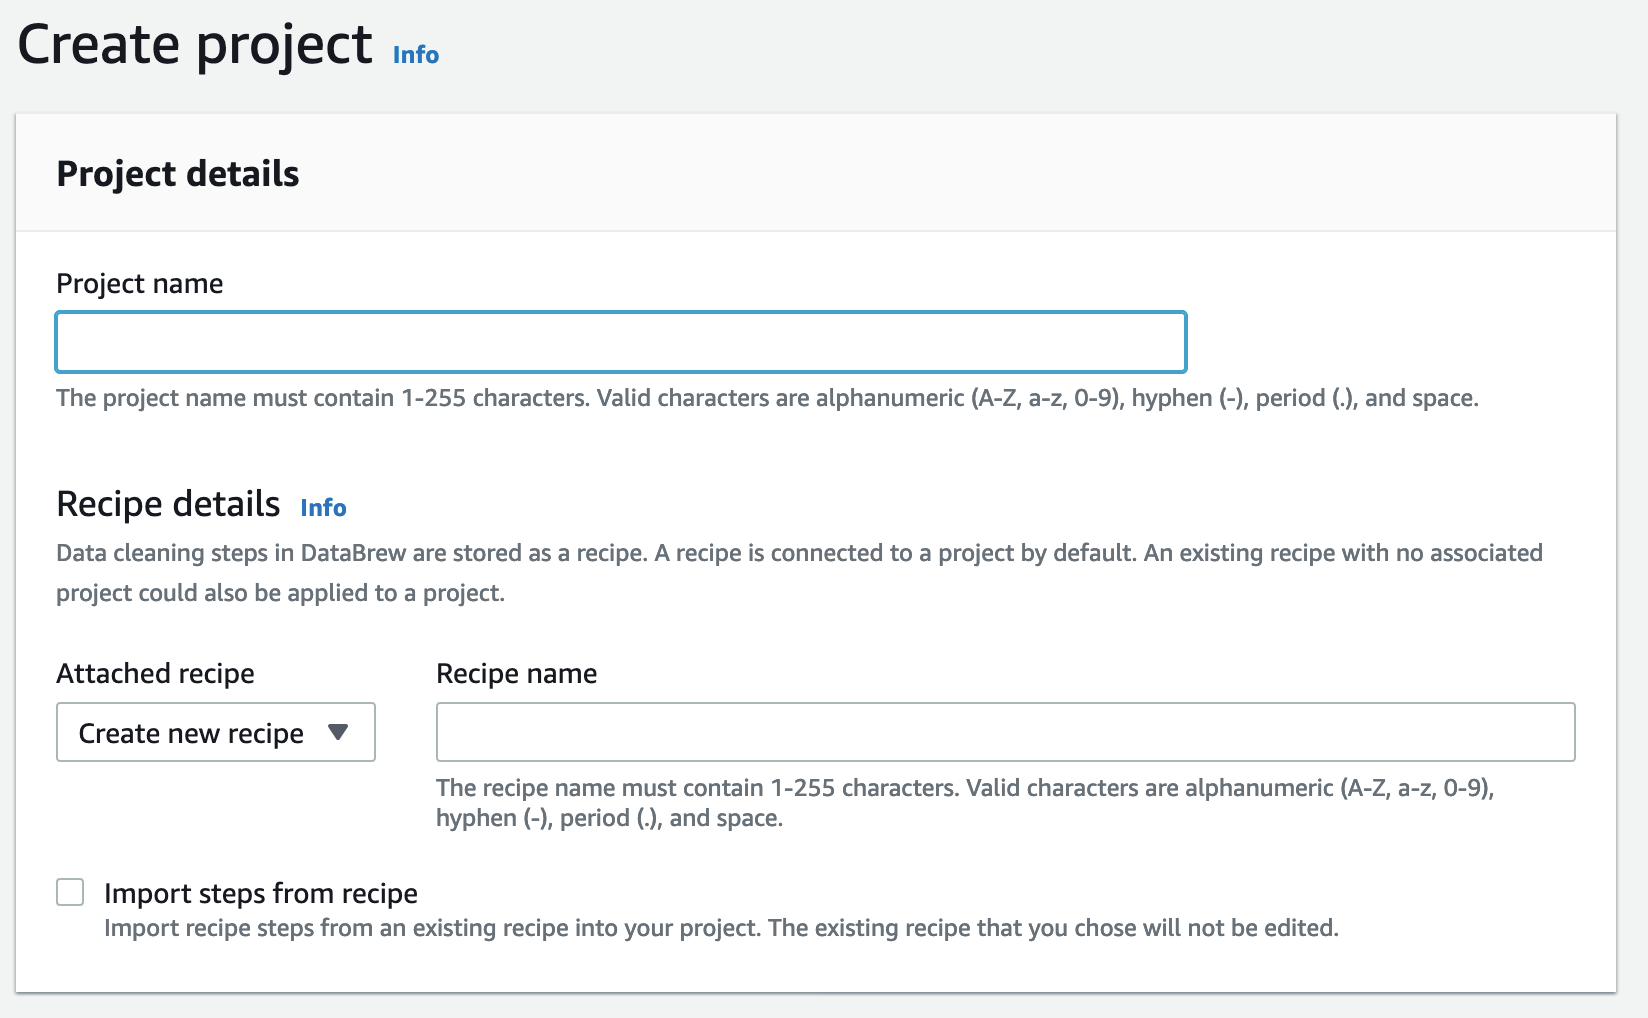 Create project Info
Project details
Project name
The project name must contain 1-255 characters. Valid characters are alphanumeric (A-Z, a-z, 0-9), hyphen (-), period (.), and space.
Recipe details Info
Data cleaning steps in DataBrew are stored as a recipe. A recipe is connected to a project by default. An existing recipe with no associated
project could also be applied to a project.
Attached recipe
Recipe name
Create new recipe
The recipe name must contain 1-255 characters. Valid characters are alphanumeric (A-Z, a-z, 0-9),
hyphen (-), period (.), and space.
Import steps from recipe
Import recipe steps from an existing recipe into your project. The existing recipe that you chose will not be edited.